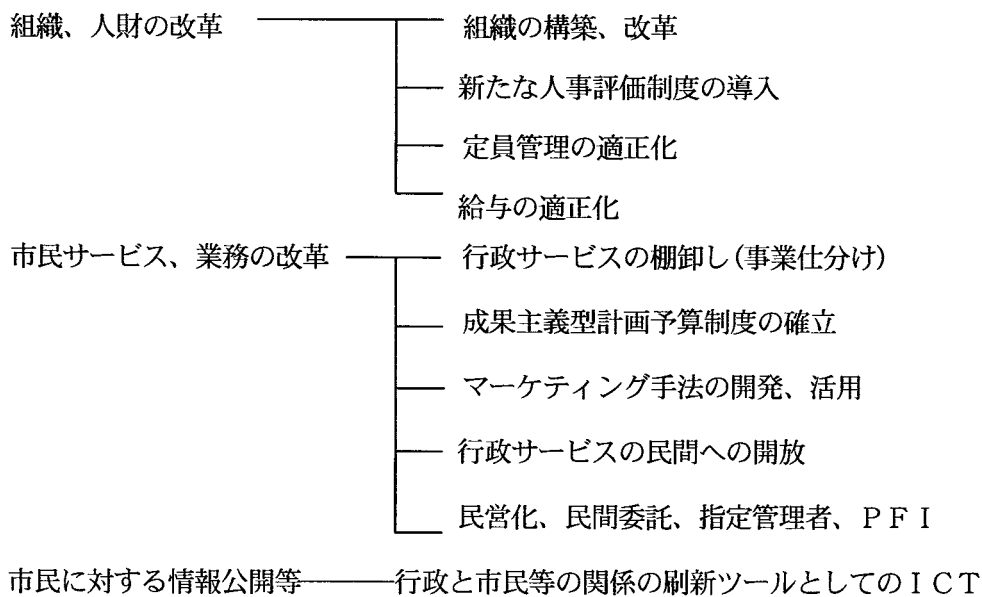 組織、人財の改革 組織の構築、改革
新たな人事評価制度の導入
定員管理の適正化
給与の適正化
市民サービス、業務の改革 行政サービスの棚卸し(事業仕分け)
成果主義型計画予算制度の確立
マーケティング手法の開発、活用
行政サービスの民間への開放
民営化、民間委託、指定管理者、ＰＦＩ
市民に対する情報公開等 行政と市民等の関係の刷新ツールとしてのＩＣＴ